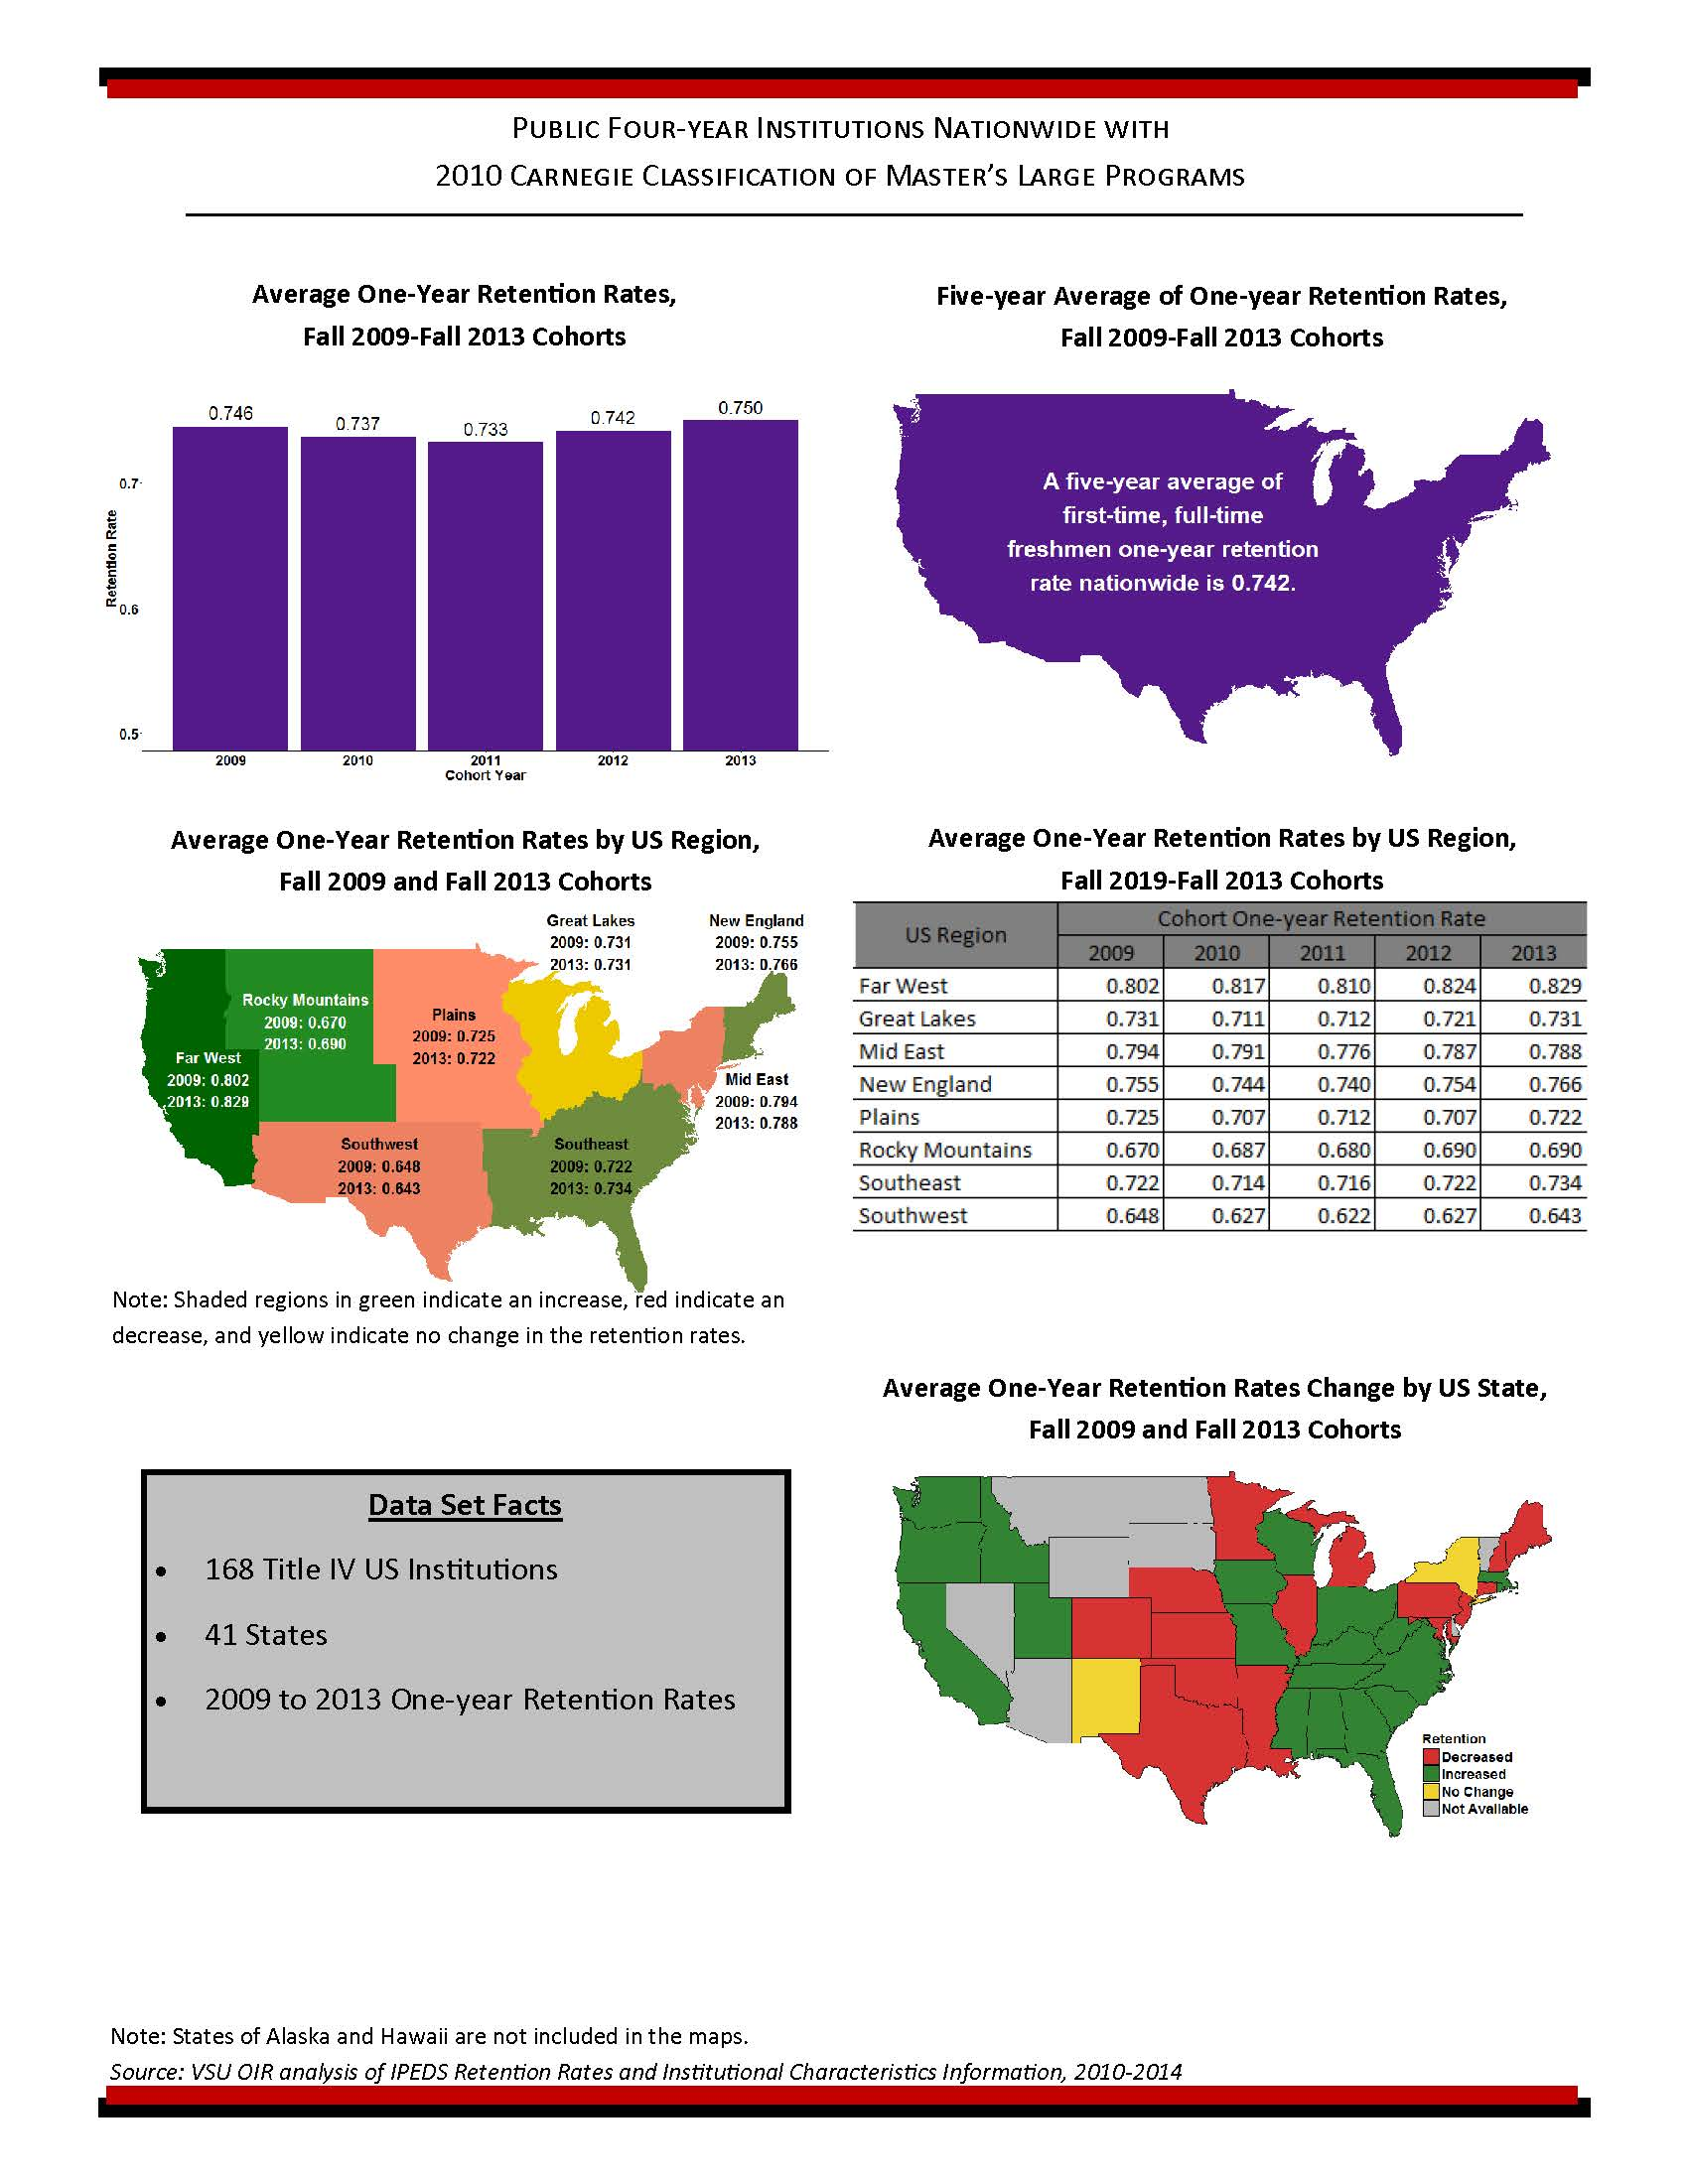 PUBLIC FOUR-YEAR INSTITUTIONS NATIONWIDE WITH
2010 CARNEGIE CLASSIFICATION OF MASTER'S LARGE PROGRAMS
Average One-Year Retention Rates,
Fall 2009-Fall 2013 Cohorts
0.746
0.737
0.733
0.742
0.750
0.7
0.6
0.5
Retention Rate
2009 2010 2011 2012 2013
Cohort Year
Five-year Average of One-year Retention Rates,
Fall 2009-Fall 2013 Cohorts
A five-year average of
first-time, full-time
freshmen one-year retention
rate nationwide is 0.742.
Average One-Year Retention Rates by US Region,
Fall 2009 and Fall 2013 Cohorts
Great Lakes
2009: 0.731
2013: 0.731
New England
2009: 0.755
2013: 0.766
Rocky Mountains
2009: 0.670
2013: 0.690
Plains
2009: 0.725
2013: 0.722
Far West
2009: 0.802
2013: 0.829
Mid East
2009: 0.794
2013: 0.788
Southwest
2009: 0.648
2013: 0.643
Southeast
2009: 0.722
2013: 0.734
Note: Shaded regions in green indicate an increase, red indicate an
decrease, and yellow indicate no change in the retention rates.
Average One-Year Retention Rates by US Region,
Fall 2019-Fall 2013 Cohorts
US Region Cohort One-year Retention Rate
2009 2010 2011 2012 2013
Far West 0.802 0.817 0.810 0.824 0.829
Great Lakes 0.731 0.711 0.712 0.721 0.731
Mid East 0.794 0.791 0.776 0.787 0.788
New England 0.755 0.744 0.740 0.754 0.766
Plains 0.725 0.707 0.712 0.707 0.722
Rocky Mountains 0.670 0.687 0.680 0.690 0.690
Southeast 0.722 0.714 0.716 0.722 0.734
Southwest 0.648 0.627 0.622 0.627 0.643
Data Set Facts
• 168 Title IV US Institutions
• 41 States
• 2009 to 2013 One-year Retention Rates
Average One-Year Retention Rates Change by US State,
Fall 2009 and Fall 2013 Cohorts
Retention
Decreased
Increased
No Change
Not Available
Note: States of Alaska and Hawaii are not included in the maps.
Source: VSU OIR analysis of IPEDS Retention Rates and Institutional Characteristics Information, 2010-2014